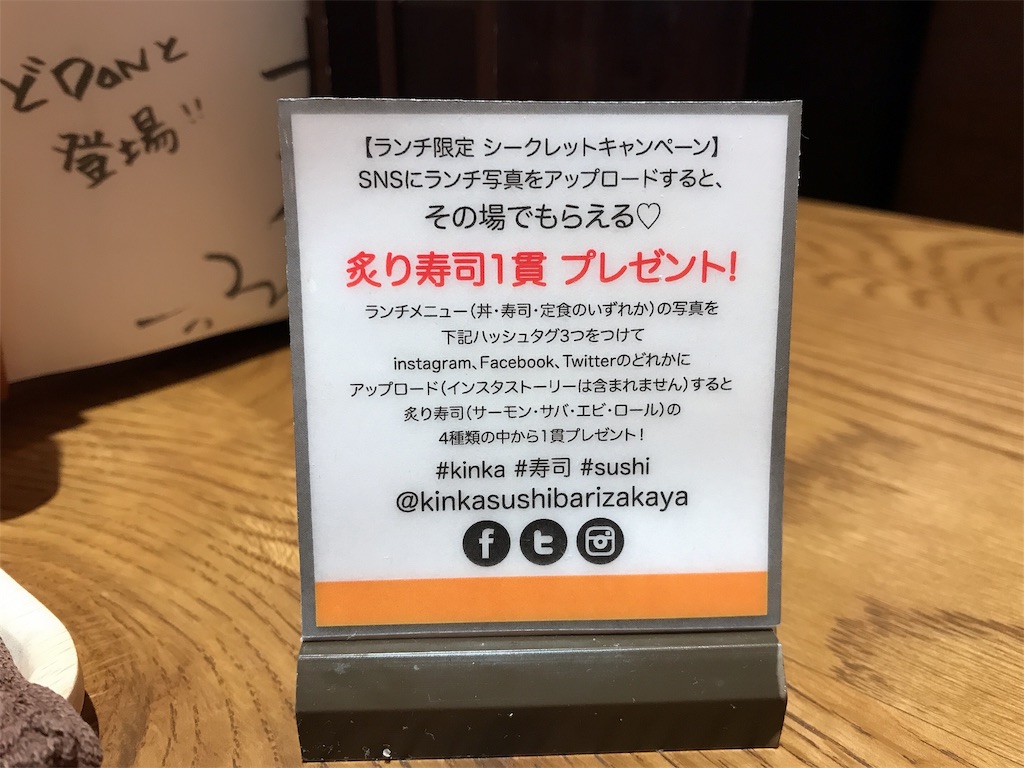 どDONと
登場!!
【ランチ限定 シークレットキャンペーン】
SNSにランチ写真をアップロードすると、
その場でもらえる♡
炙り寿司1貫 プレゼント!
ランチメニュー(丼・寿司・定食のいずれか)の写真を
下記ハッシュタグ3つをつけて
instagram、Facebook、Twitterのどれかに
アップロード(インスタストーリーは含まれません)すると
炙り寿司(サーモン・サバ・エビ・ロール)の
4種類の中から1貫プレゼント!
#kinka #寿司 #sushi
@kinkasushibarizakaya